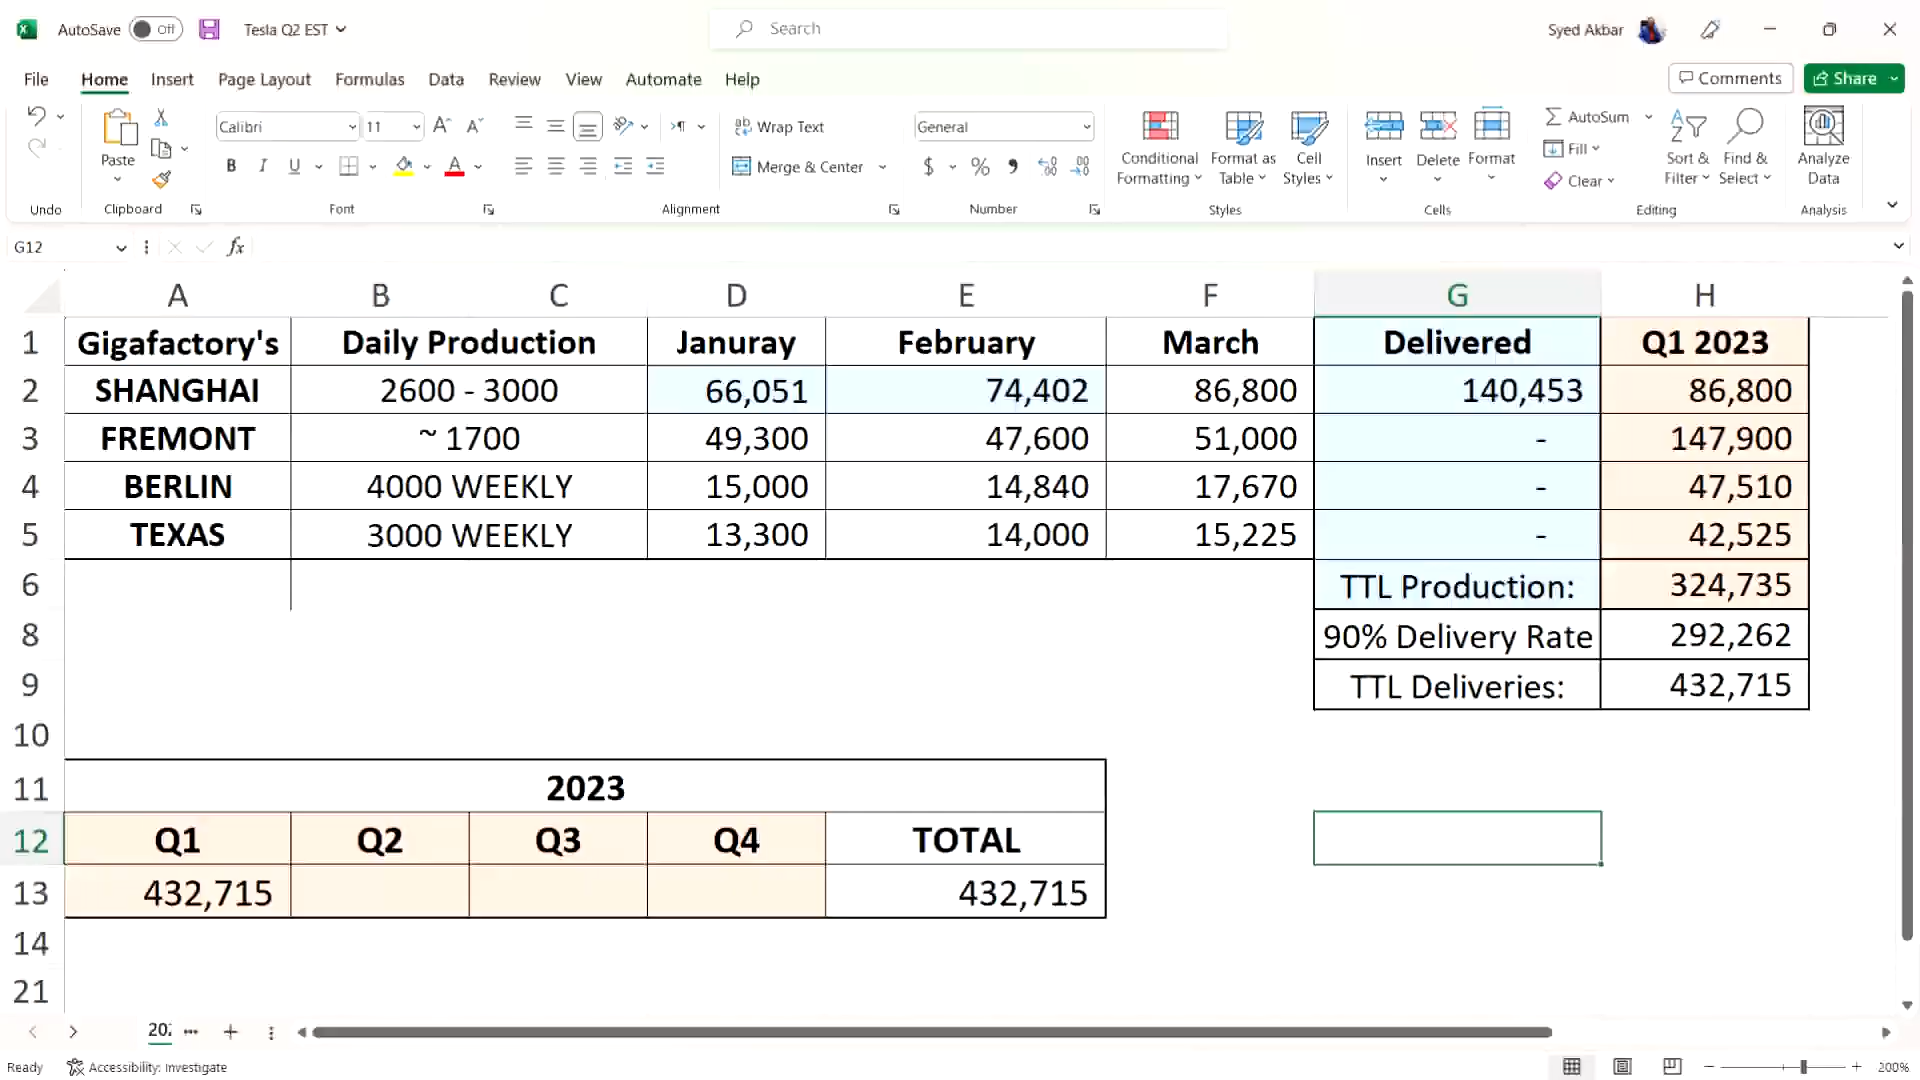 AutoSave Off Tesla Q2 EST Search Syed Akbar
File Home Insert Page Layout Formulas Data Review View Automate Help Comments Share
Calibri 11 General
Paste Wrap Text Merge & Center
B I U A $ % Conditional Formatting Format as Table Cell Styles Insert Delete Format AutoSum Fill Clear Sort & Filter Find & Select Analyze Data
Undo Clipboard Font Alignment Number Styles Cells Editing Analysis
G12 fx
A B C D E F G H
1 Gigafactory's Daily Production Januray February March Delivered Q1 2023
2 SHANGHAI 2600 - 3000 66,051 74,402 86,800 140,453 86,800
3 FREMONT ~ 1700 49,300 47,600 51,000 - 147,900
4 BERLIN 4000 WEEKLY 15,000 14,840 17,670 - 47,510
5 TEXAS 3000 WEEKLY 13,300 14,000 15,225 - 42,525
6 TTL Production: 324,735
8 90% Delivery Rate 292,262
9 TTL Deliveries: 432,715
10
11 2023
12 Q1 Q2 Q3 Q4 TOTAL
13 432,715 432,715
14
21
202 ...
Ready Accessibility: Investigate 200%